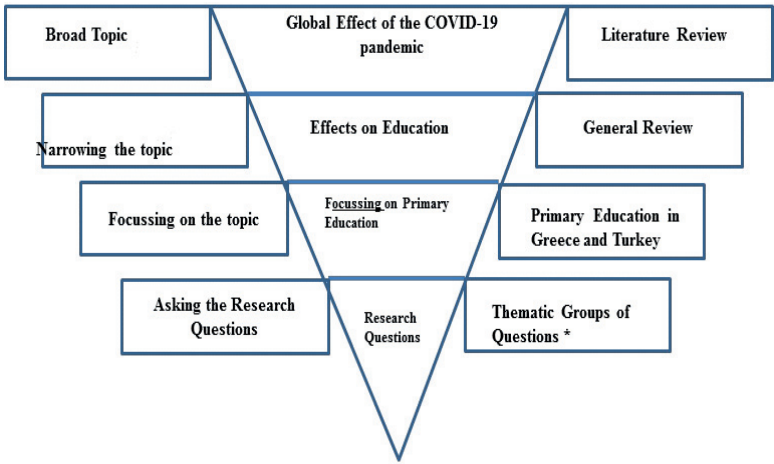 Broad Topic
Global Effect of the COVID-19
pandemic
Literature Review
Narrowing the topic
Effects on Education
General Review
Focussing on the topic
Focussing on Primary
Education
Primary Education in
Greece and Turkey
Asking the Research
Questions
Research
Questions
Thematic Groups of
Questions *